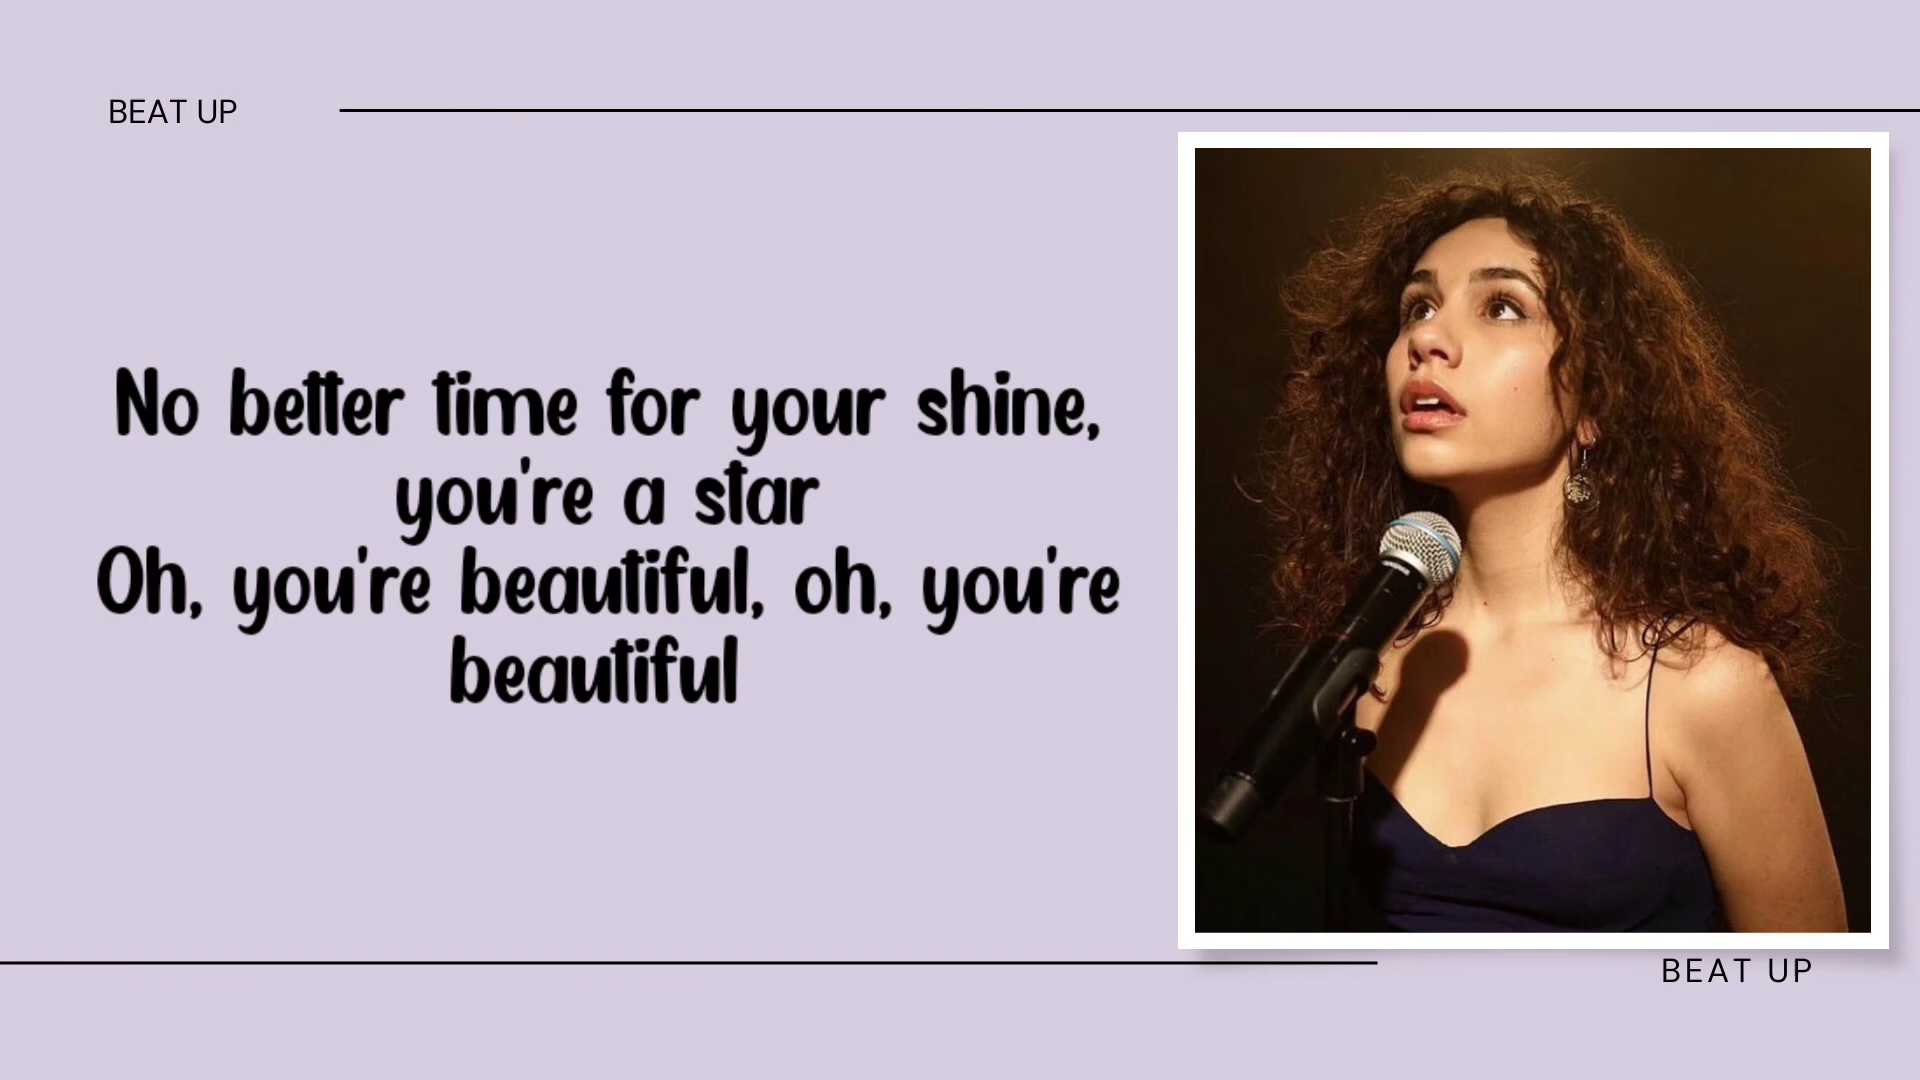 BEAT UP
No better time for your shine,
you're a star
Oh, you're beautiful, oh, you're
beautiful
BEAT UP